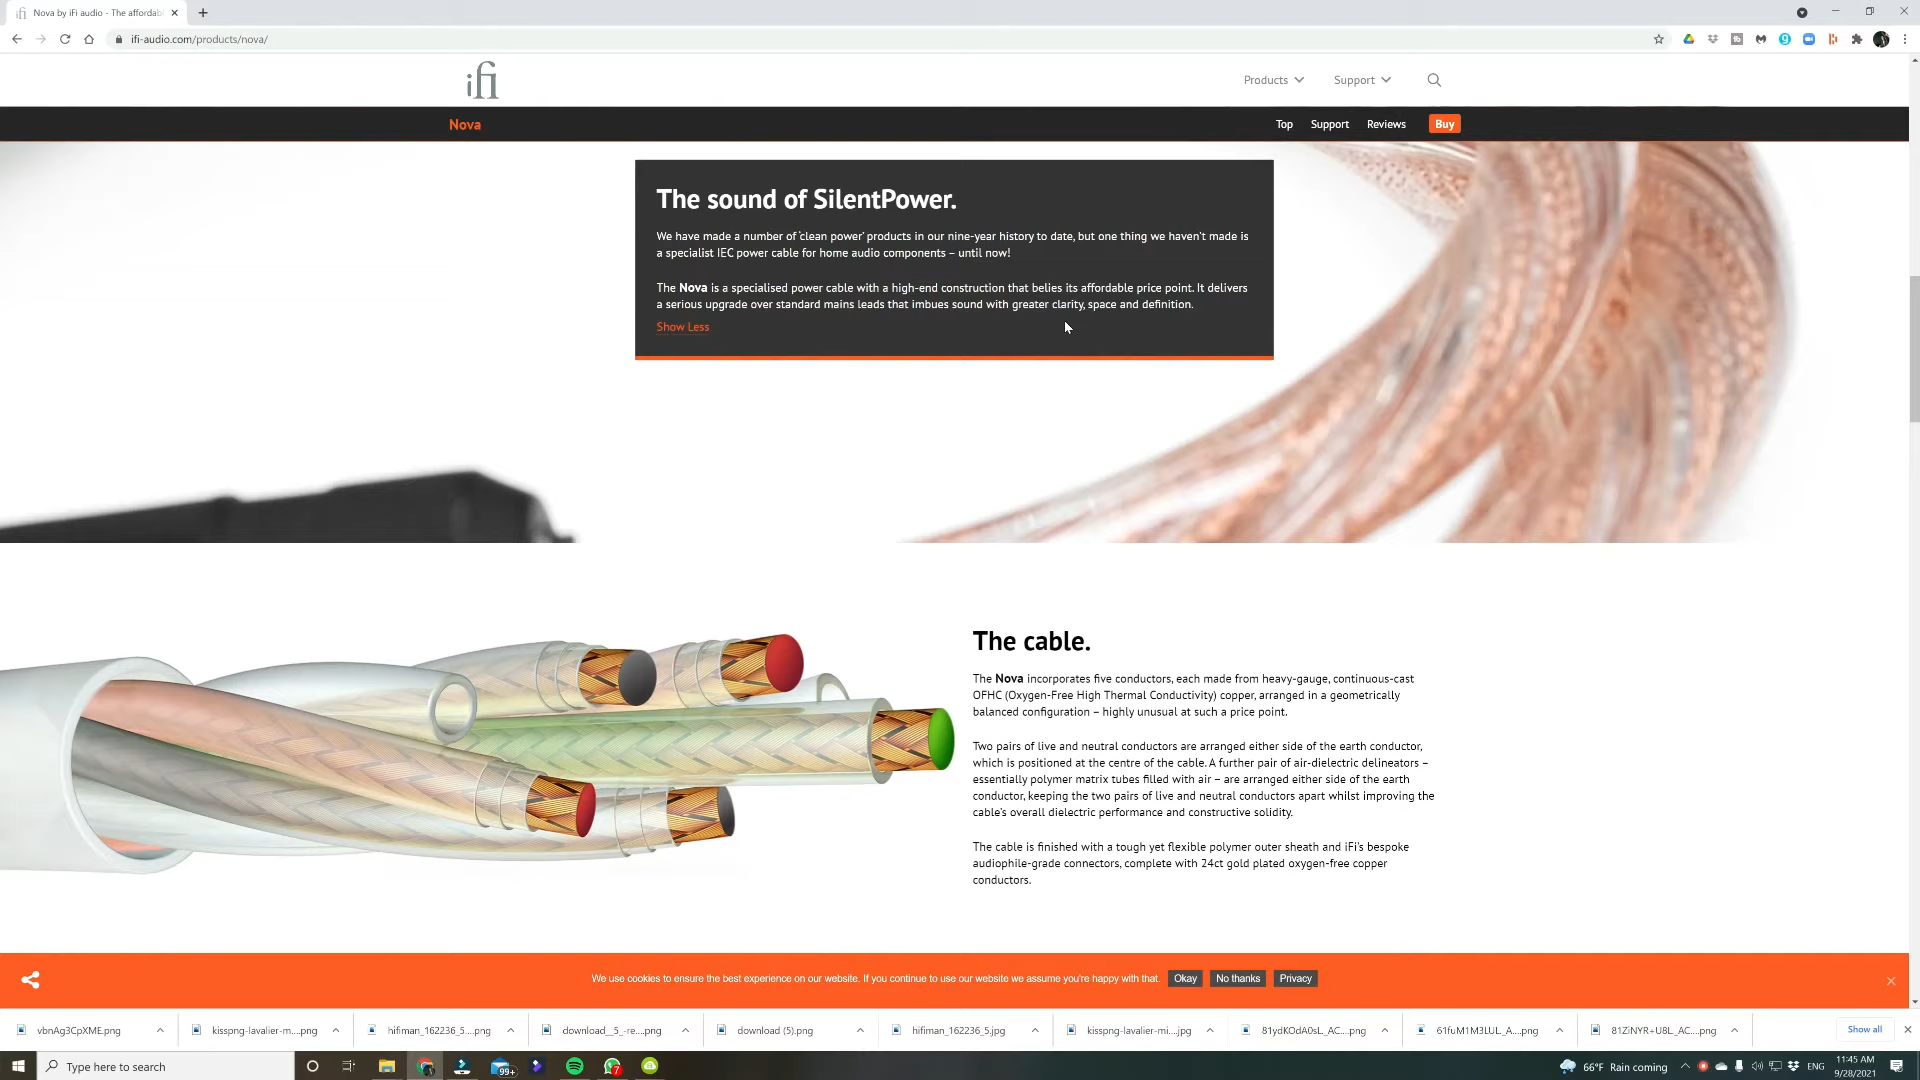 Nova by iFi audio - The affordab
ifi-audio.com/products/nova/
ifi
Products
Support
Nova
Top
Support
Reviews
Buy
The sound of SilentPower.
We have made a number of 'clean power' products in our nine-year history to date, but one thing we haven't made is
a specialist IEC power cable for home audio components – until now!
The Nova is a specialised power cable with a high-end construction that belies its affordable price point. It delivers
a serious upgrade over standard mains leads that imbues sound with greater clarity, space and definition.
Show Less
The cable.
The Nova incorporates five conductors, each made from heavy-gauge, continuous-cast
OFHC (Oxygen-Free High Thermal Conductivity) copper, arranged in a geometrically
balanced configuration – highly unusual at such a price point.
Two pairs of live and neutral conductors are arranged either side of the earth conductor,
which is positioned at the centre of the cable. A further pair of air-dielectric delineators –
essentially polymer matrix tubes filled with air – are arranged either side of the earth
conductor, keeping the two pairs of live and neutral conductors apart whilst improving the
cable's overall dielectric performance and constructive solidity.
The cable is finished with a tough yet flexible polymer outer sheath and iFi's bespoke
audiophile-grade connectors, complete with 24ct gold plated oxygen-free copper
conductors.
We use cookies to ensure the best experience on our website. If you continue to use our website we assume you're happy with that.
Okay
No thanks
Privacy
vbnAg3CpXME.png
kisspng-lavalier-m....png
hifiman_162236_5....png
download__5_-re....png
download (5).png
hifiman_162236_5.jpg
kisspng-lavalier-mi....jpg
81ydKOdA0sL_AC....png
61fuM1M3LUL_A....png
81ZiNYR+U8L_AC....png
Show all
Type here to search
99+
7
66°F Rain coming
ENG
11:45 AM
9/28/2021